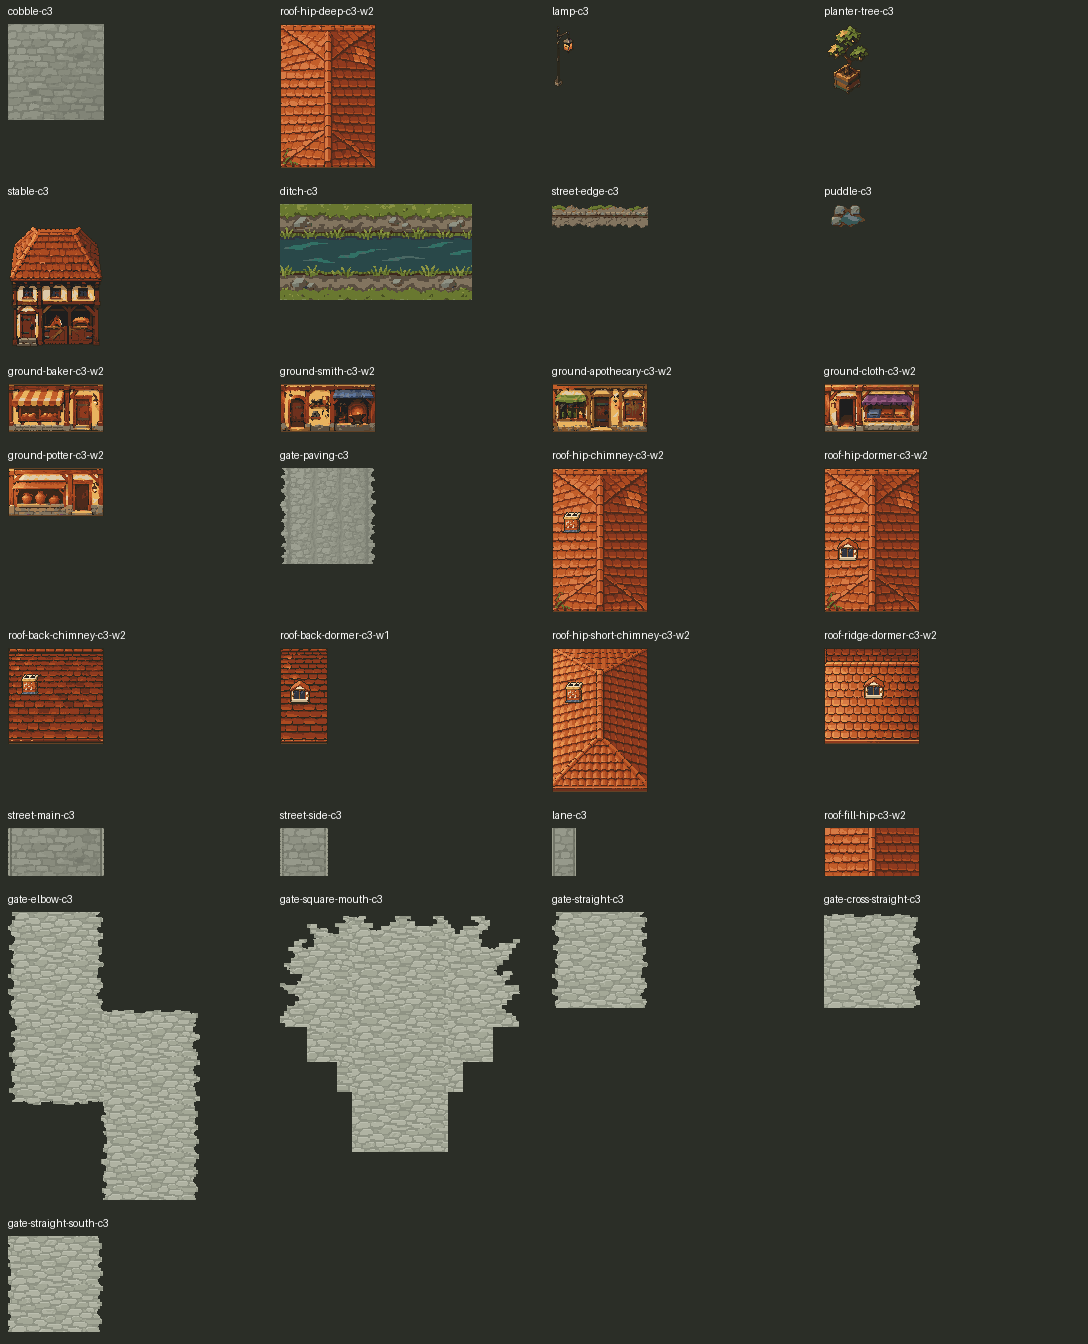 cobble-c3
roof-hip-deep-c3-w2
lamp-c3
planter-tree-c3
stable-c3
ditch-c3
street-edge-c3
puddle-c3
ground-baker-c3-w2
ground-smith-c3-w2
ground-apothecary-c3-w2
ground-cloth-c3-w2
ground-potter-c3-w2
gate-paving-c3
roof-hip-chimney-c3-w2
roof-hip-dormer-c3-w2
roof-back-chimney-c3-w2
roof-back-dormer-c3-w1
roof-hip-short-chimney-c3-w2
roof-ridge-dormer-c3-w2
street-main-c3
street-side-c3
lane-c3
roof-fill-hip-c3-w2
gate-elbow-c3
gate-square-mouth-c3
gate-straight-c3
gate-cross-straight-c3
gate-straight-south-c3